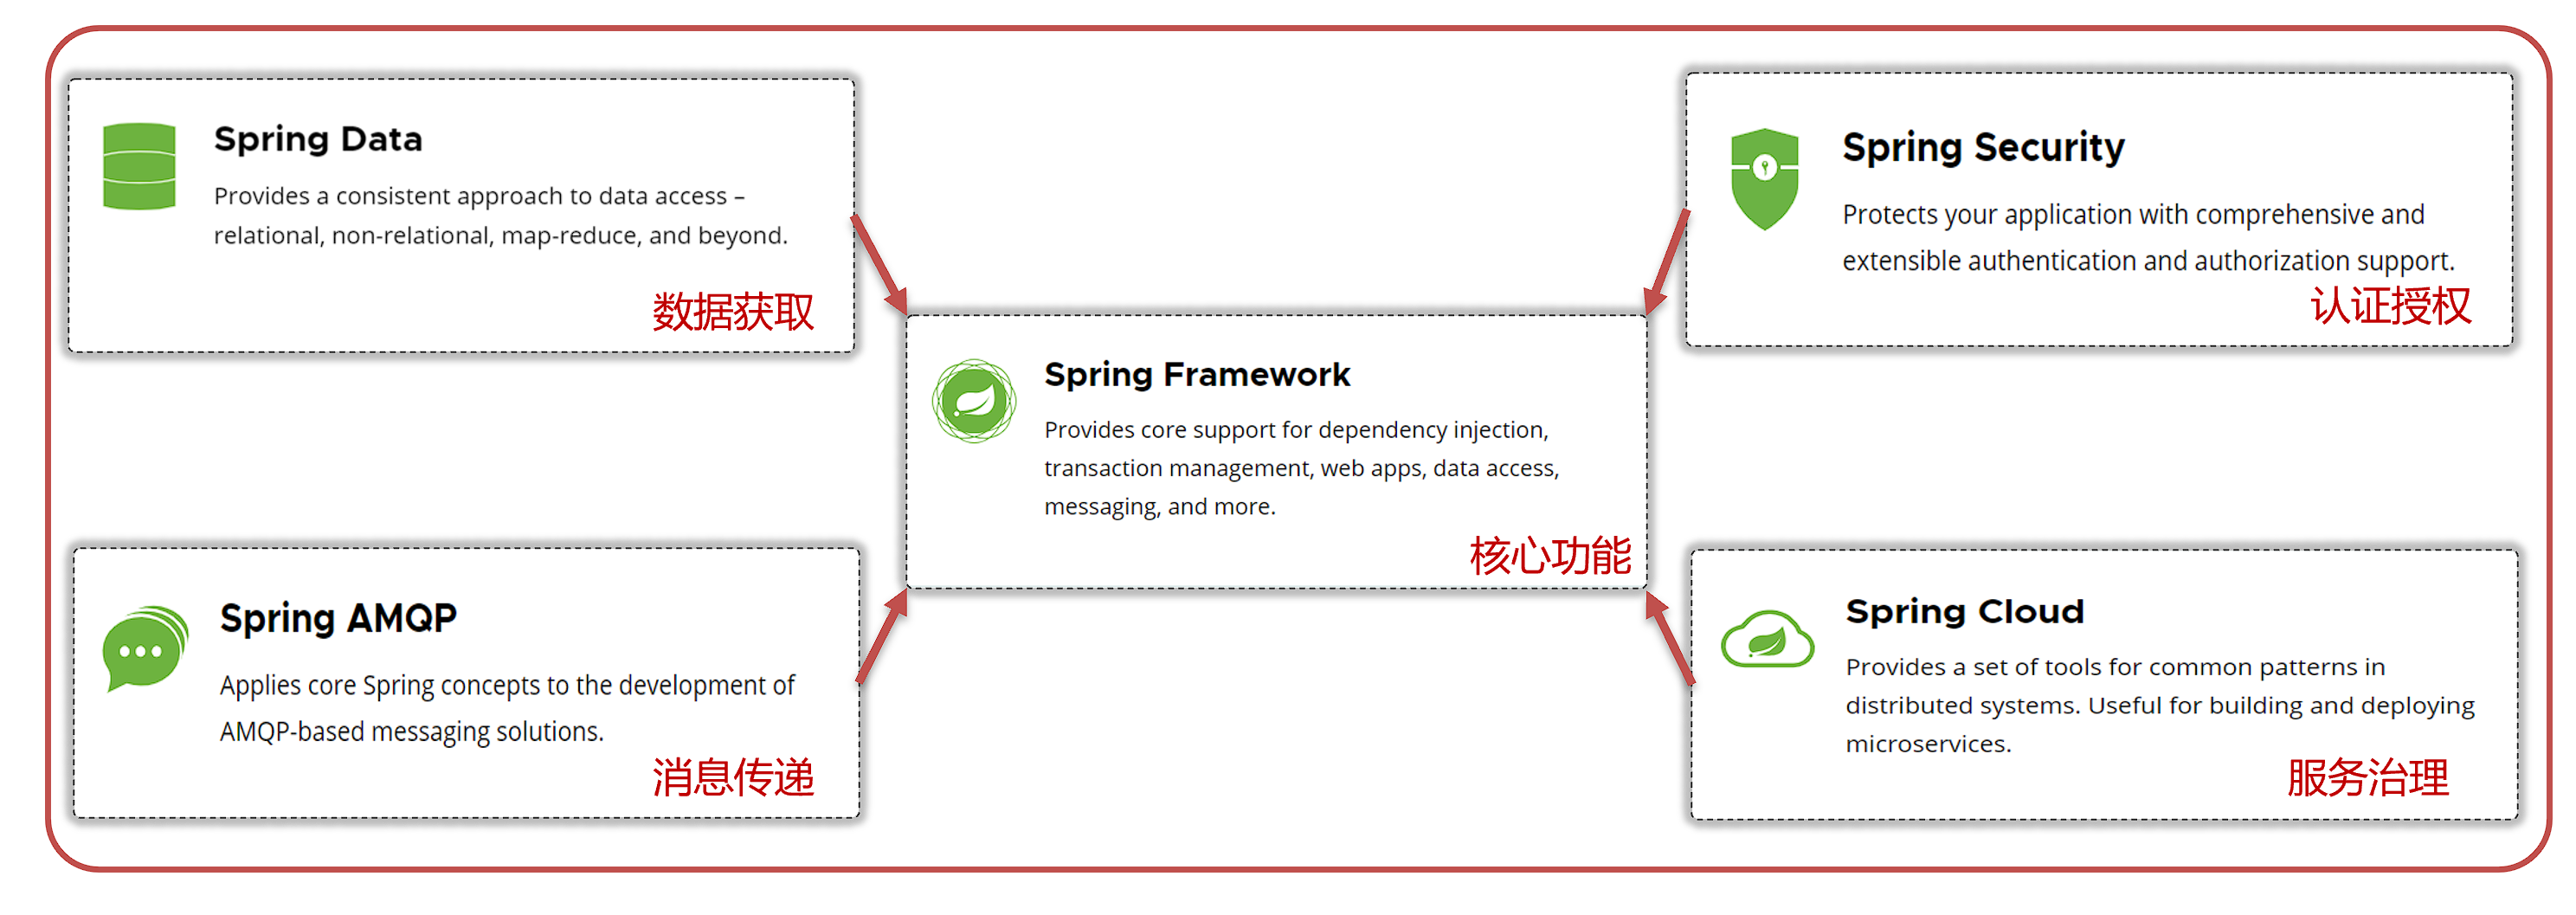 Spring Data
Provides a consistent approach to data access –
relational, non-relational, map-reduce, and beyond.
数据获取
Spring Security
Protects your application with comprehensive and
extensible authentication and authorization support.
认证授权
Spring Framework
Provides core support for dependency injection,
transaction management, web apps, data access,
messaging, and more.
核心功能
Spring AMQP
Applies core Spring concepts to the development of
AMQP-based messaging solutions.
消息传递
Spring Cloud
Provides a set of tools for common patterns in
distributed systems. Useful for building and deploying
microservices.
服务治理